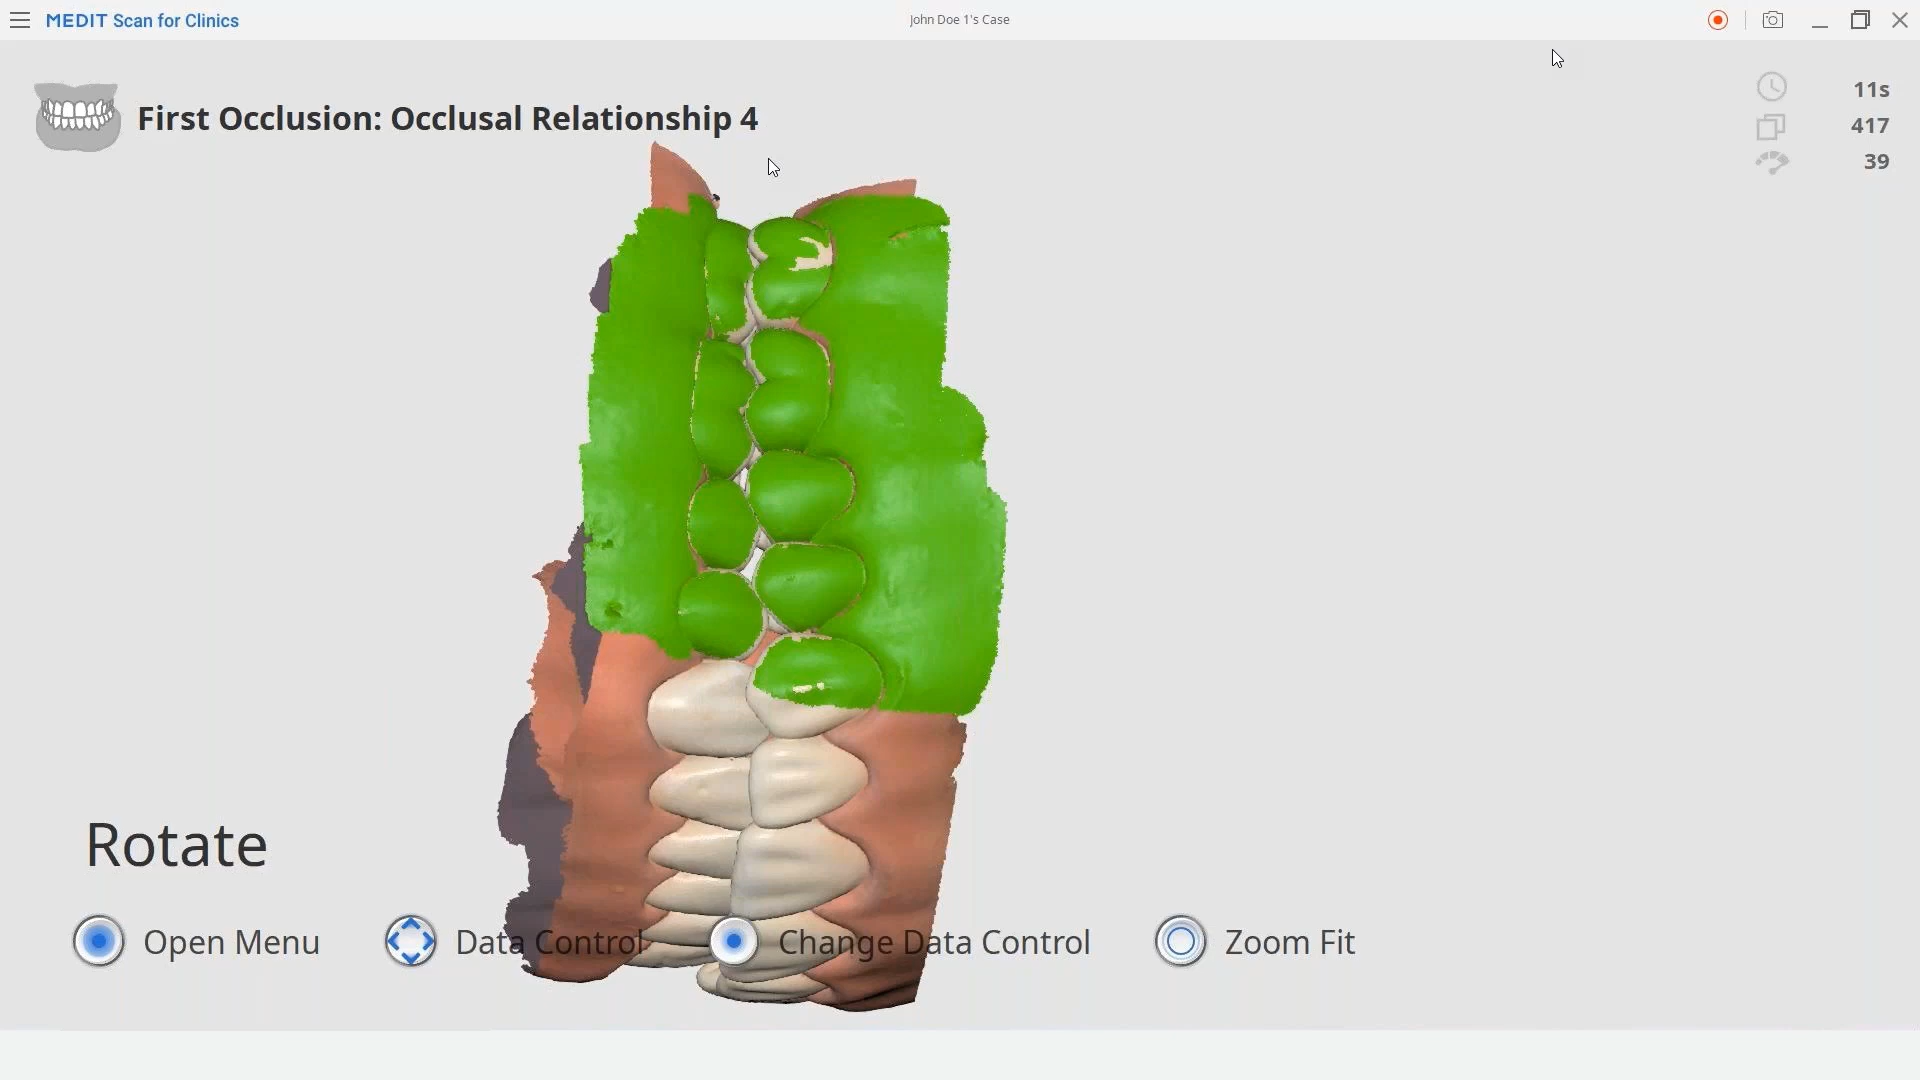 MEDIT Scan for Clinics
John Doe 1's Case
First Occlusion: Occlusal Relationship 4
11s
417
39
Rotate
Open Menu
Data Control
Change Data Control
Zoom Fit